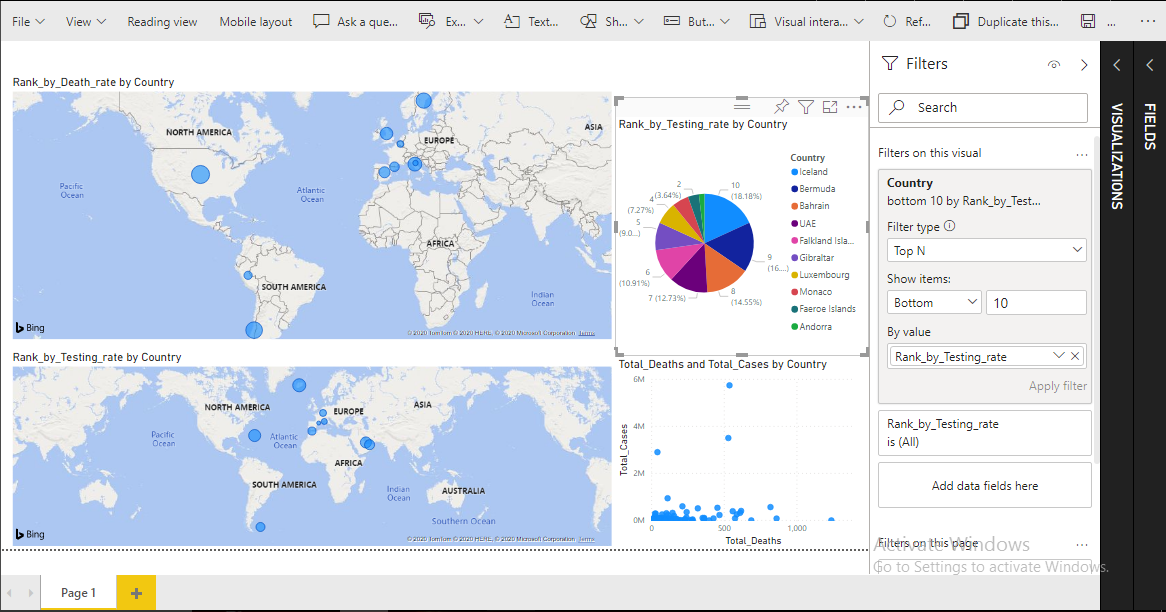 File View Reading view Mobile layout Ask a que... Ex... Text... Sh... But... Visual intera... Ref... Duplicate this... ... ...
Rank_by_Death_rate by Country
NORTH AMERICA
EUROPE
ASIA
Pacific
Ocean
Atlantic
Ocean
AFRICA
SOUTH AMERICA
Indian
Ocean
Bing
© 2020 TomTom © 2020 HERE, © 2020 Microsoft Corporation Terms
Rank_by_Testing_rate by Country
NORTH AMERICA
EUROPE
ASIA
Pacific
Ocean
Atlantic
Ocean
AFRICA
SOUTH AMERICA
Indian
Ocean
AUSTRALIA
Southern Ocean
Bing
© 2020 TomTom © 2020 HERE, © 2020 Microsoft Corporation Terms
Rank_by_Testing_rate by Country
10
(18.18%)
9
(16....)
8
(14.55%)
7 (12.73%)
6
(10.91%)
5
(9.0...)
4
(7.27%)
(3.64%)
2
Country
Iceland
Bermuda
Bahrain
UAE
Falkland Isla...
Gibraltar
Luxembourg
Monaco
Faeroe Islands
Andorra
Total_Deaths and Total_Cases by Country
Total_Cases
6M
4M
2M
0M
0 500 1,000
Total_Deaths
Filters
Search
Filters on this visual ...
Country
bottom 10 by Rank_by_Test...
Filter type
Top N
Show items:
Bottom 10
By value
Rank_by_Testing_rate
Apply filter
Rank_by_Testing_rate
is (All)
Add data fields here
Filters on this page ...
Activate Windows
Go to Settings to activate Windows.
VISUALIZATIONS
FIELDS
Page 1 +